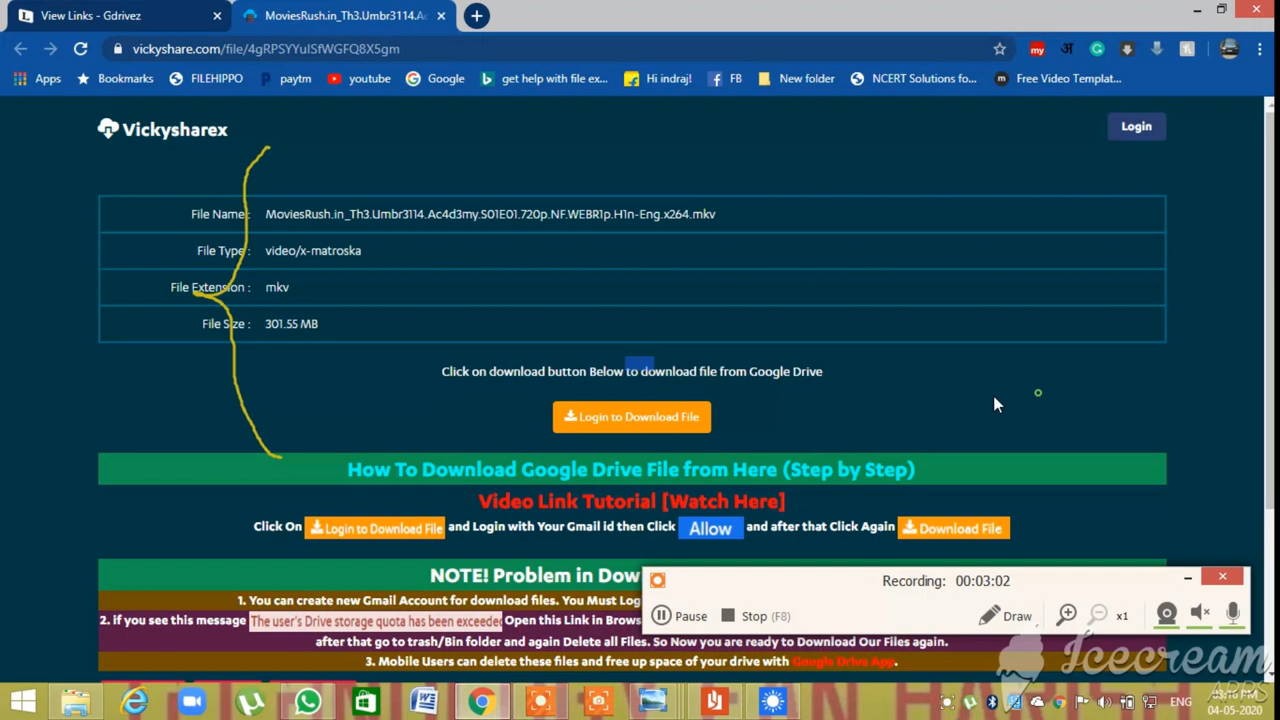 View Links - Gdrivez
MoviesRush.in_Th3.Umbr3114.Ac
vickyshare.com/file/4gRPSYYulSfWGFQ8X5gm
my अ
Apps Bookmarks FILEHIPPO paytm youtube Google get help with file ex... Hi indraj! FB New folder NCERT Solutions fo... Free Video Templat...
Vickysharex
Login
File Name : MoviesRush.in_Th3.Umbr3114.Ac4d3my.S01E01.720p.NF.WEBR1p.H1n-Eng.x264.mkv
File Type : video/x-matroska
File Extension : mkv
File Size : 301.55 MB
Click on download button Below to download file from Google Drive
Login to Download File
How To Download Google Drive File from Here (Step by Step)
Video Link Tutorial [Watch Here]
Click On Login to Download File and Login with Your Gmail id then Click Allow and after that Click Again Download File
NOTE! Problem in Dow
Recording: 00:03:02
1. You can create new Gmail Account for download files. You Must Log
2. if you see this message The user's Drive storage quota has been exceeded Open this Link in Brows
Pause Stop (F8) Draw x1
after that go to trash/Bin folder and again Delete all Files. So Now you are ready to Download Our Files again.
3. Mobile Users can delete these files and free up space of your drive with Google Drive App.
Icecream
APPS
ENG
04-05-2020